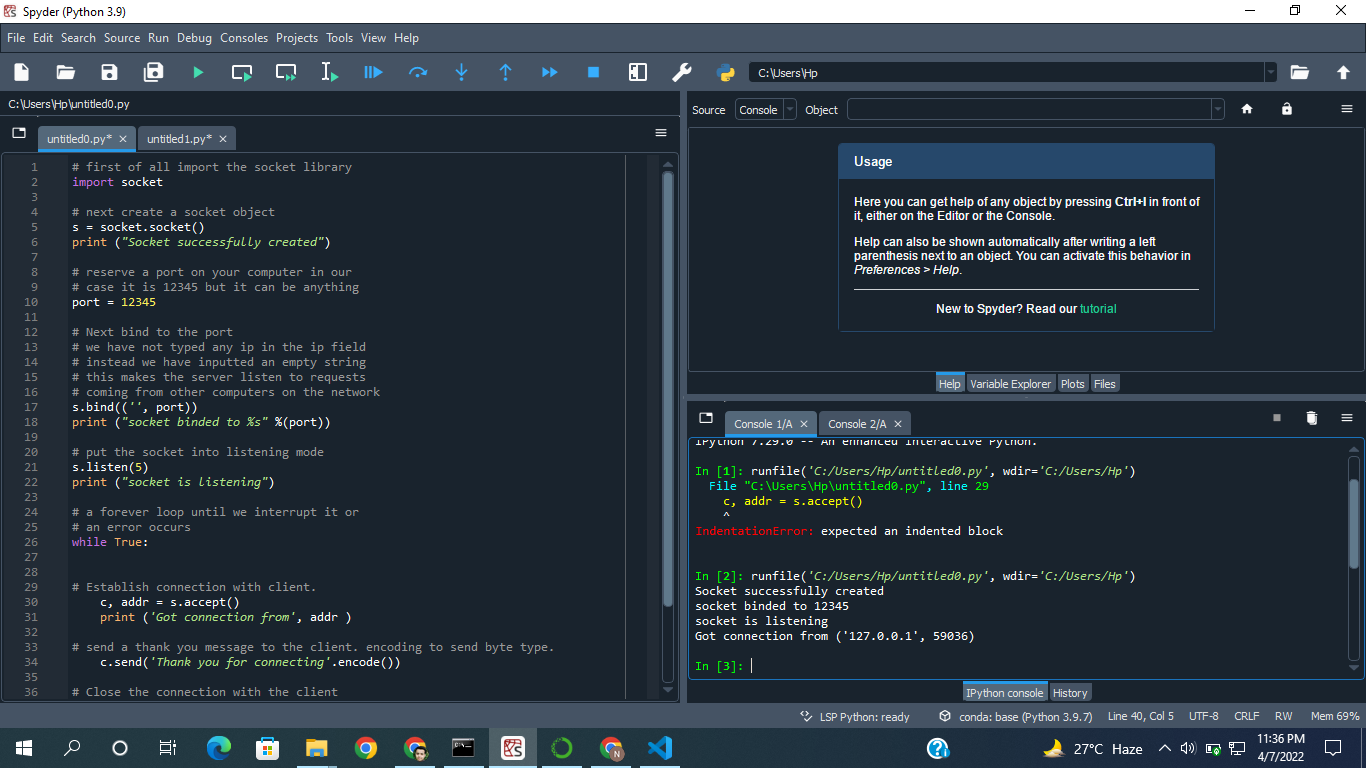 Spyder (Python 3.9)
File Edit Search Source Run Debug Consoles Projects Tools View Help
C:\Users\Hp
C:\Users\Hp\untitled0.py
untitled0.py*
untitled1.py*
1 # first of all import the socket library
2 import socket
3
4 # next create a socket object
5 s = socket.socket()
6 print ("Socket successfully created")
7
8 # reserve a port on your computer in our
9 # case it is 12345 but it can be anything
10 port = 12345
11
12 # Next bind to the port
13 # we have not typed any ip in the ip field
14 # instead we have inputted an empty string
15 # this makes the server listen to requests
16 # coming from other computers on the network
17 s.bind(('', port))
18 print ("socket binded to %s" %(port))
19
20 # put the socket into listening mode
21 s.listen(5)
22 print ("socket is listening")
23
24 # a forever loop until we interrupt it or
25 # an error occurs
26 while True:
27
28
29 # Establish connection with client.
30 c, addr = s.accept()
31 print ('Got connection from', addr )
32
33 # send a thank you message to the client. encoding to send byte type.
34 c.send('Thank you for connecting'.encode())
35
36 # Close the connection with the client
Source Console Object
Usage
Here you can get help of any object by pressing Ctrl+I in front of
it, either on the Editor or the Console.
Help can also be shown automatically after writing a left
parenthesis next to an object. You can activate this behavior in
Preferences > Help.
New to Spyder? Read our tutorial
Help Variable Explorer Plots Files
Console 1/A
Console 2/A
IPython 7.29.0 -- An enhanced Interactive Python.
In [1]: runfile('C:/Users/Hp/untitled0.py', wdir='C:/Users/Hp')
File "C:\Users\Hp\untitled0.py", line 29
c, addr = s.accept()
^
IndentationError: expected an indented block
In [2]: runfile('C:/Users/Hp/untitled0.py', wdir='C:/Users/Hp')
Socket successfully created
socket binded to 12345
socket is listening
Got connection from ('127.0.0.1', 59036)
In [3]:
IPython console History
LSP Python: ready conda: base (Python 3.9.7) Line 40, Col 5 UTF-8 CRLF RW Mem 69%
27°C Haze
11:36 PM
4/7/2022